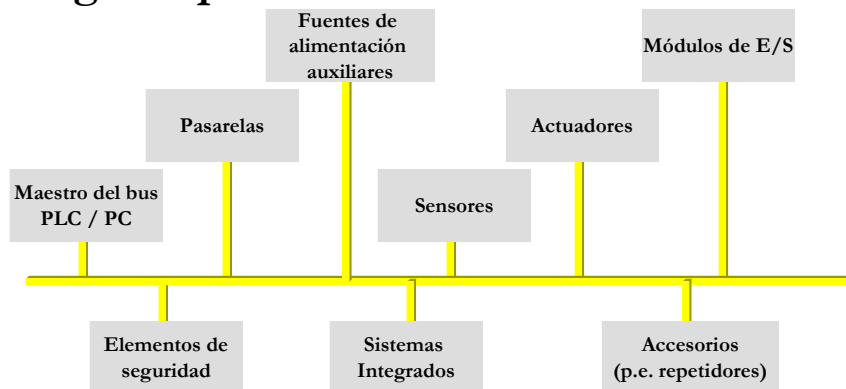 Fuentes de
alimentación
auxiliares
Módulos de E/S
Pasarelas
Actuadores
Maestro del bus
PLC / PC
Sensores
Elementos de
seguridad
Sistemas
Integrados
Accesorios
(p.e. repetidores)